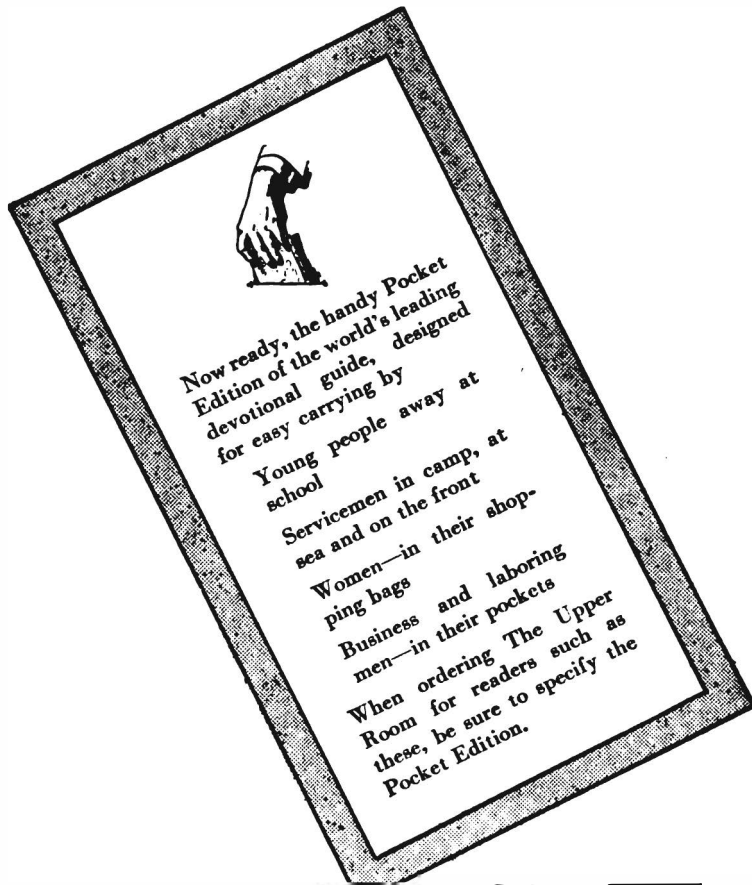 Now ready, the handy Pocket
Edition of the world's leading
devotional guide, designed
for easy carrying by
Young people away at
school
Servicemen in camp, at
sea and on the front
Women—in their shop-
ping bags
Business and laboring
men—in their pockets
When ordering The Upper
Room for readers such as
these, be sure to specify the
Pocket Edition.